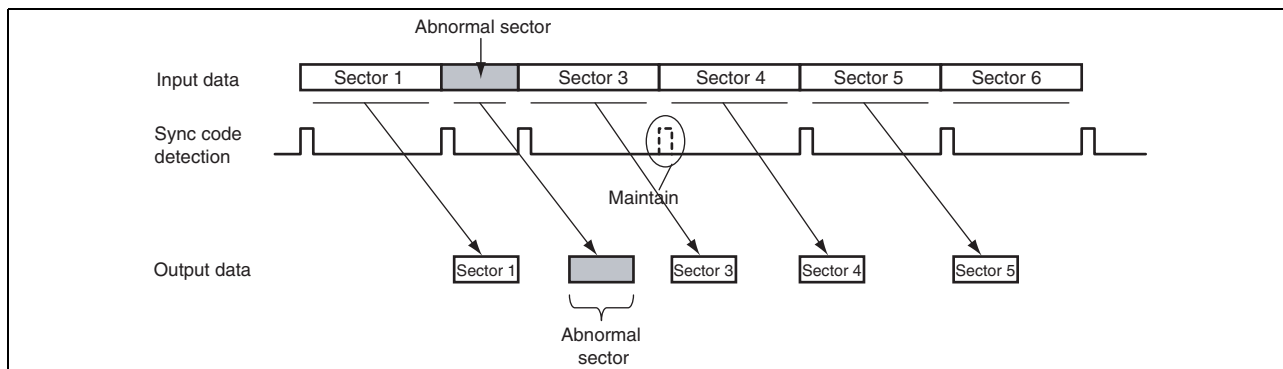 Abnormal sector
Input data
Sector 1
Sector 3
Sector 4
Sector 5
Sector 6
Sync code
detection
Maintain
Output data
Sector 1
Sector 3
Sector 4
Sector 5
Abnormal
sector